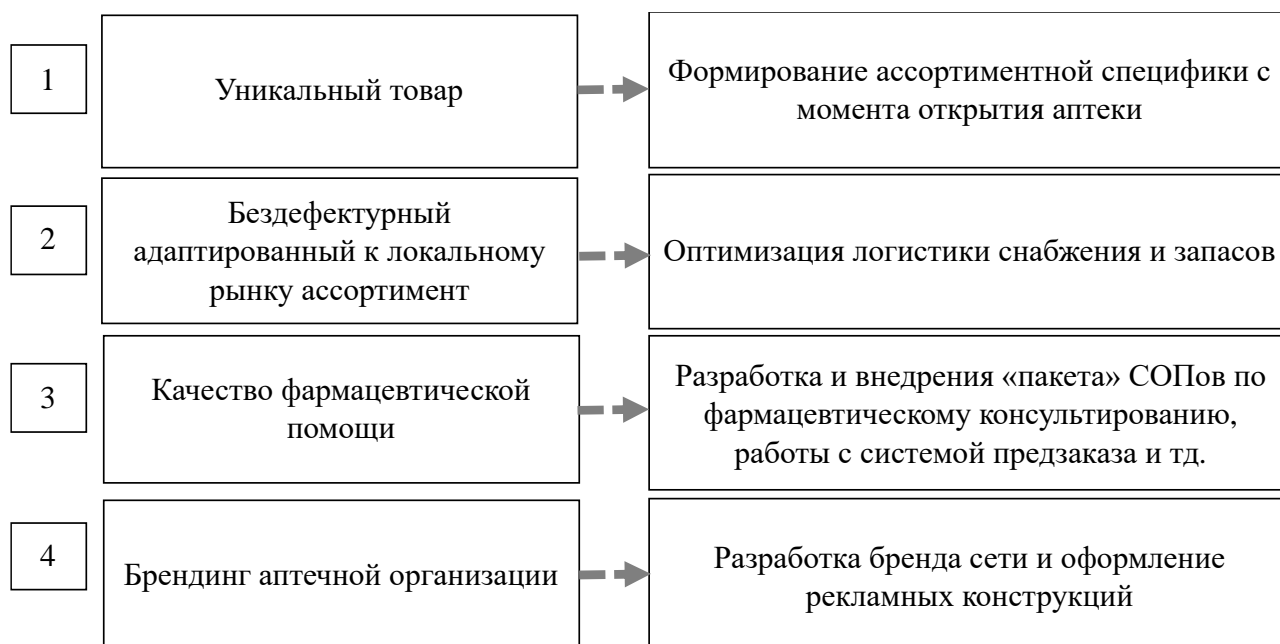 1
Уникальный товар
Формирование ассортиментной специфики с
момента открытия аптеки
2
Бездефектурный
адаптированный к локальному
рынку ассортимент
Оптимизация логистики снабжения и запасов
3
Качество фармацевтической
помощи
Разработка и внедрения «пакета» СОПов по
фармацевтическому консультированию,
работы с системой предзаказа и тд.
4
Брендинг аптечной организации
Разработка бренда сети и оформление
рекламных конструкций